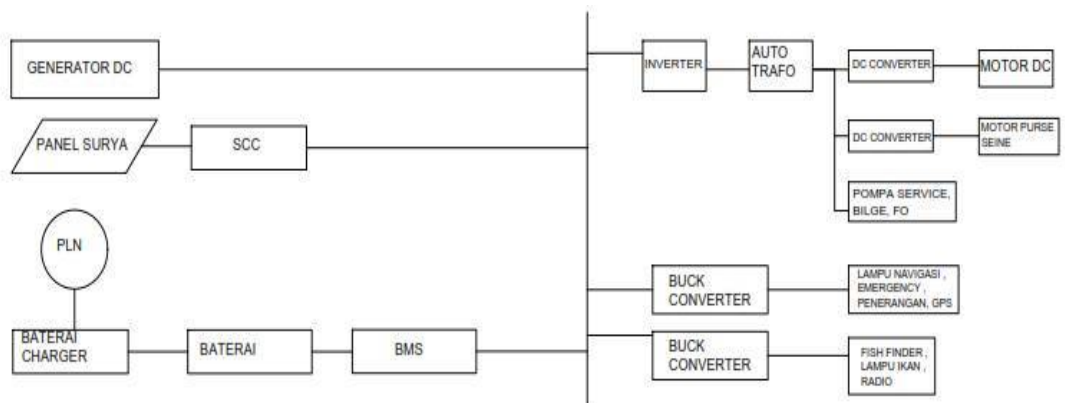 GENERATOR DC
PANEL SURYA
SCC
PLN
BATERAI
CHARGER
BATERAI
BMS
INVERTER
AUTO
TRAFO
DC CONVERTER
MOTOR DC
DC CONVERTER
MOTOR PURSE
SEINE
POMPA SERVICE,
BILGE, FO
BUCK
CONVERTER
LAMPU NAVIGASI ,
EMERGENCY ,
PENERANGAN, GPS
BUCK
CONVERTER
FISH FINDER ,
LAMPU IKAN ,
RADIO